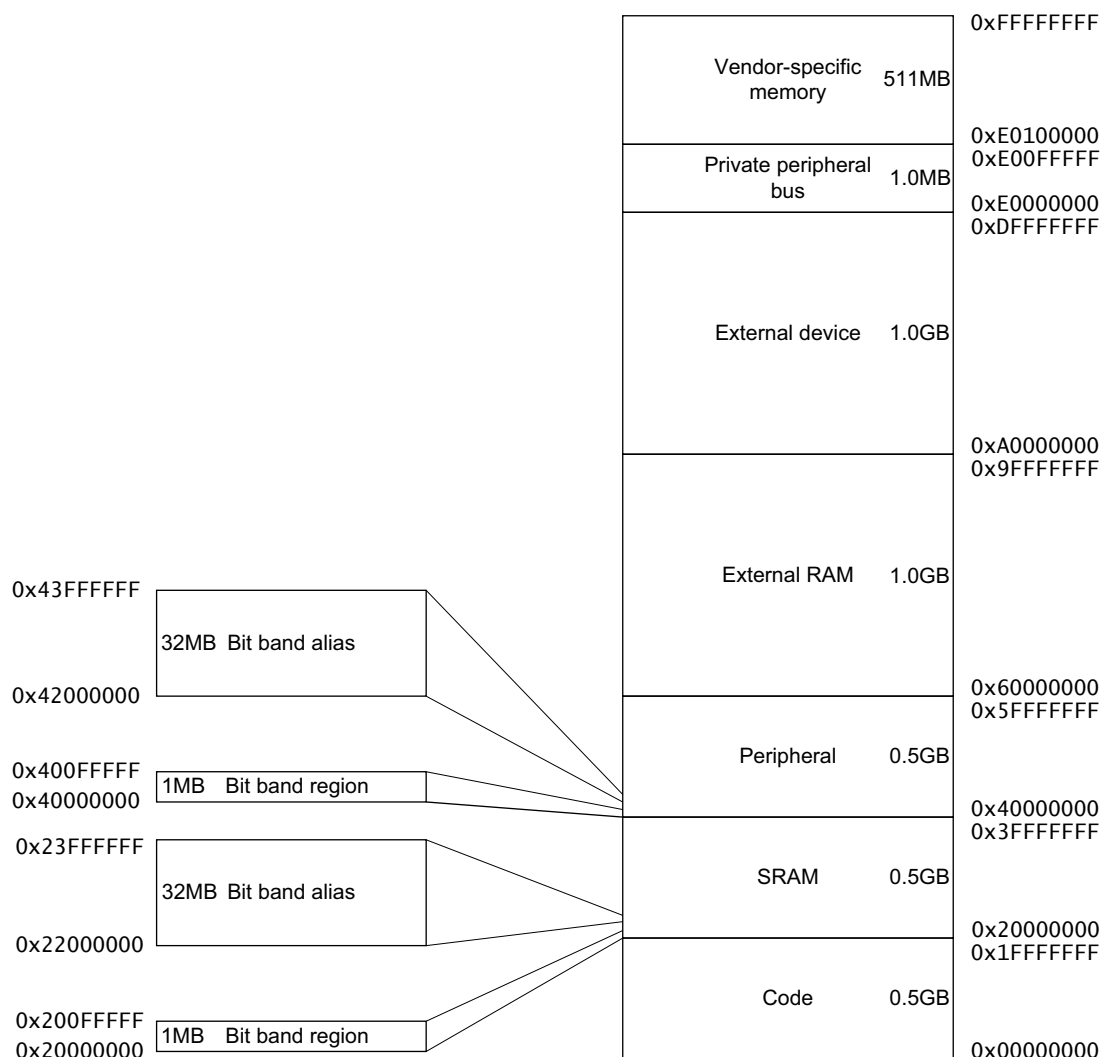 0xFFFFFFFF
Vendor-specific
memory
511MB
0xE0100000
0xE00FFFFF
Private peripheral
bus
1.0MB
0xE0000000
0xDFFFFFFF
External device 1.0GB
0xA0000000
0x9FFFFFFF
External RAM 1.0GB
0x60000000
0x5FFFFFFF
Peripheral 0.5GB
0x40000000
0x3FFFFFFF
SRAM 0.5GB
0x20000000
0x1FFFFFFF
Code 0.5GB
0x00000000
0x43FFFFFF
32MB Bit band alias
0x42000000
0x400FFFFF
1MB Bit band region
0x40000000
0x23FFFFFF
32MB Bit band alias
0x22000000
0x200FFFFF
1MB Bit band region
0x20000000